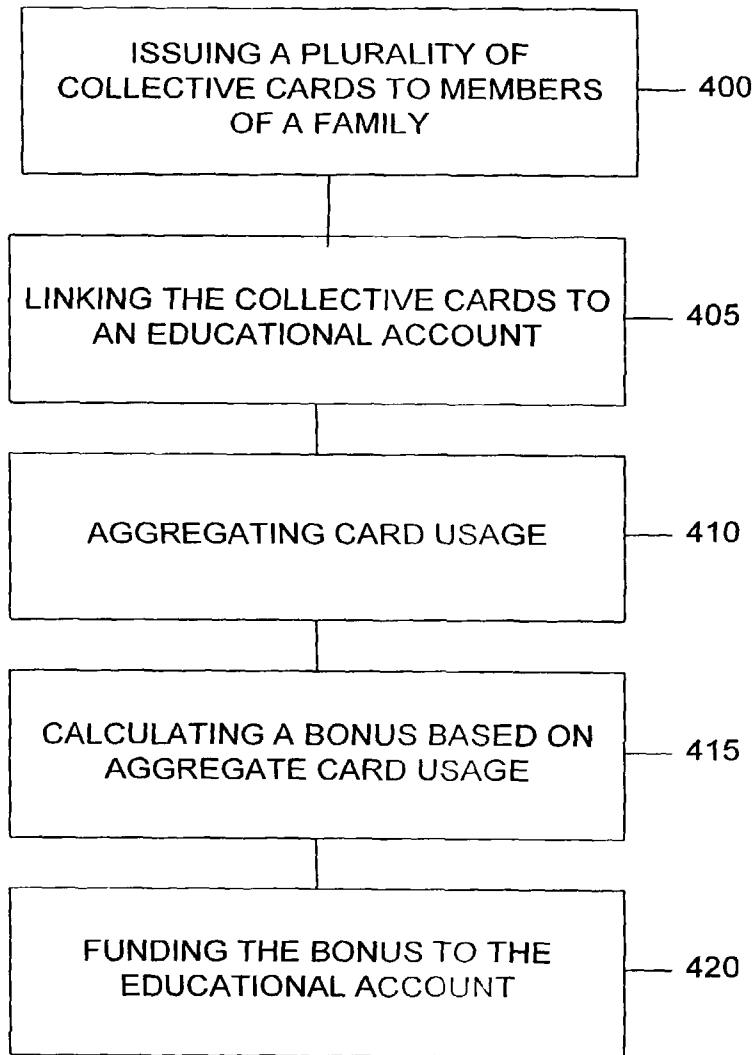 ISSUING A PLURALITY OF
COLLECTIVE CARDS TO MEMBERS
OF A FAMILY
400
LINKING THE COLLECTIVE CARDS TO
AN EDUCATIONAL ACCOUNT
405
AGGREGATING CARD USAGE
410
CALCULATING A BONUS BASED ON
AGGREGATE CARD USAGE
415
FUNDING THE BONUS TO THE
EDUCATIONAL ACCOUNT
420